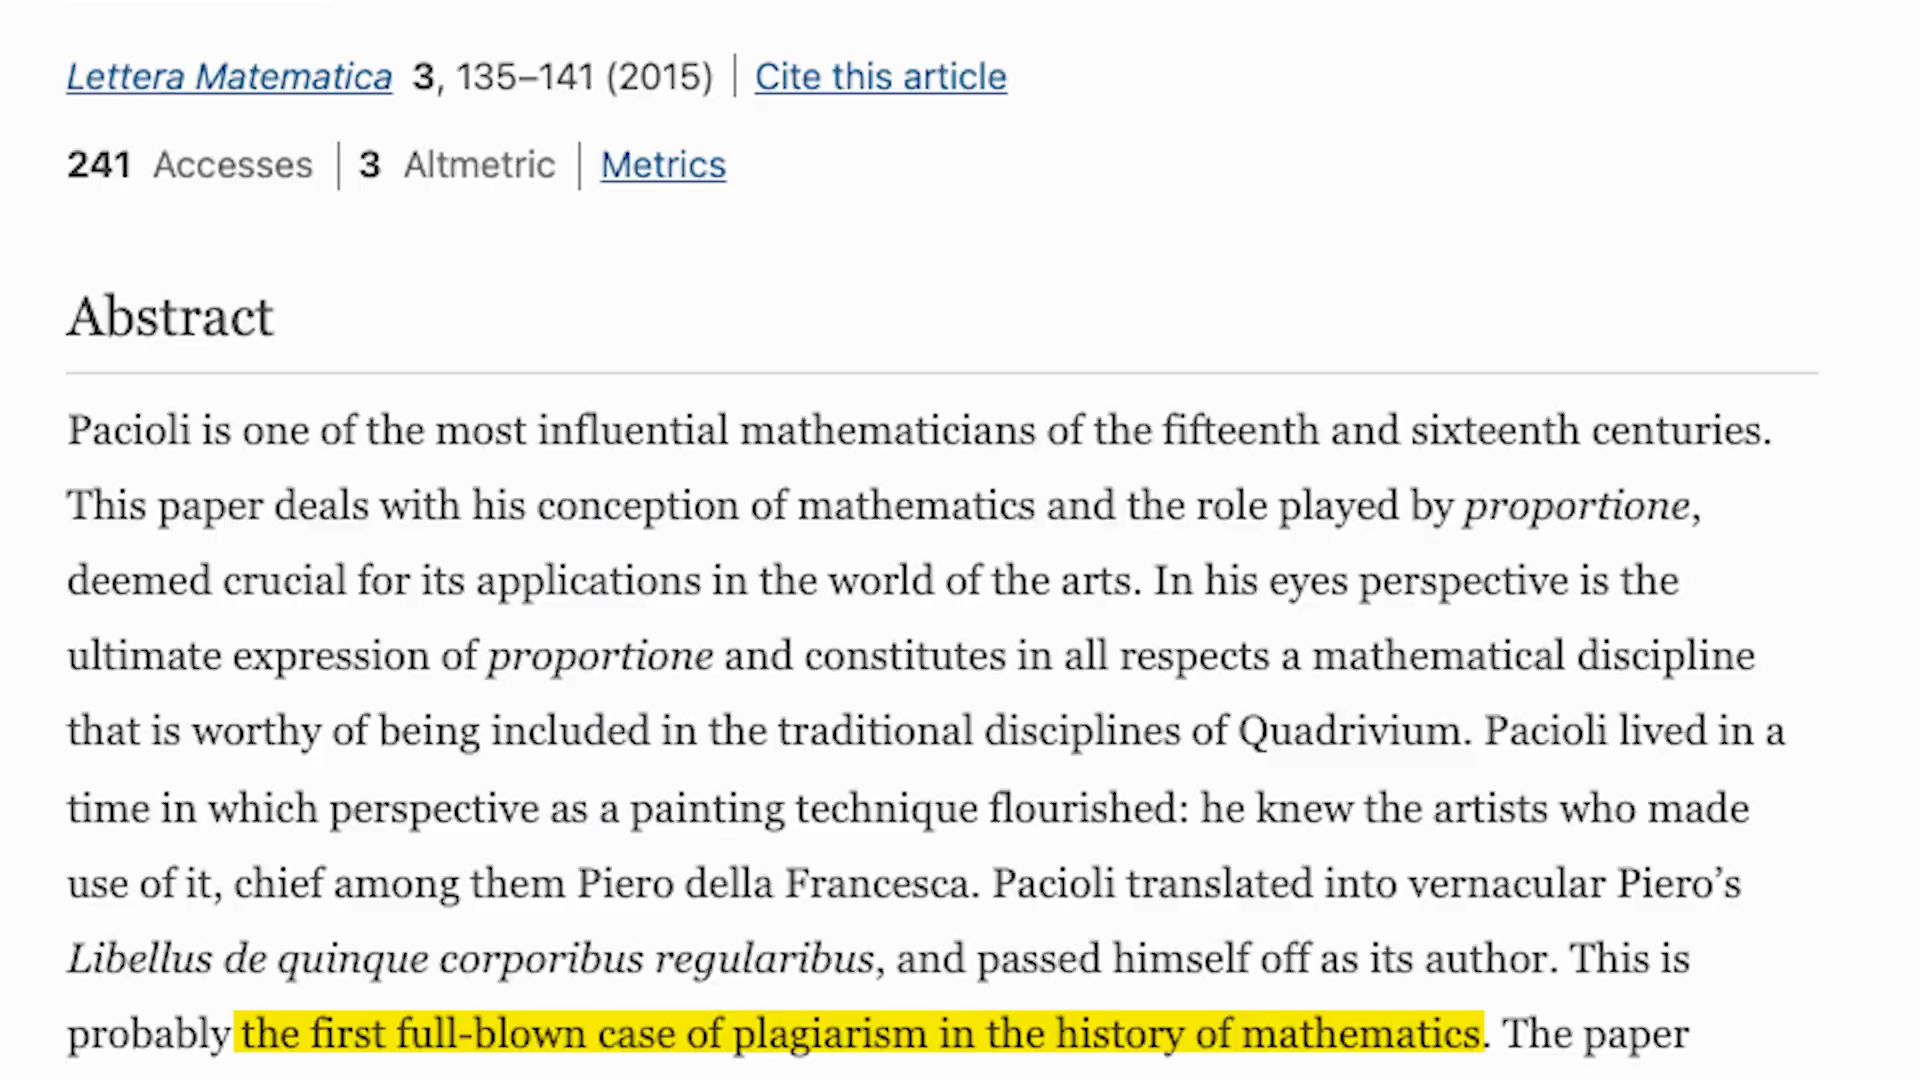 Lettera Matematica 3, 135–141 (2015) | Cite this article
241 Accesses | 3 Altmetric | Metrics
Abstract
Pacioli is one of the most influential mathematicians of the fifteenth and sixteenth centuries.
This paper deals with his conception of mathematics and the role played by proportione,
deemed crucial for its applications in the world of the arts. In his eyes perspective is the
ultimate expression of proportione and constitutes in all respects a mathematical discipline
that is worthy of being included in the traditional disciplines of Quadrivium. Pacioli lived in a
time in which perspective as a painting technique flourished: he knew the artists who made
use of it, chief among them Piero della Francesca. Pacioli translated into vernacular Piero’s
Libellus de quinque corporibus regularibus, and passed himself off as its author. This is
probably the first full-blown case of plagiarism in the history of mathematics. The paper